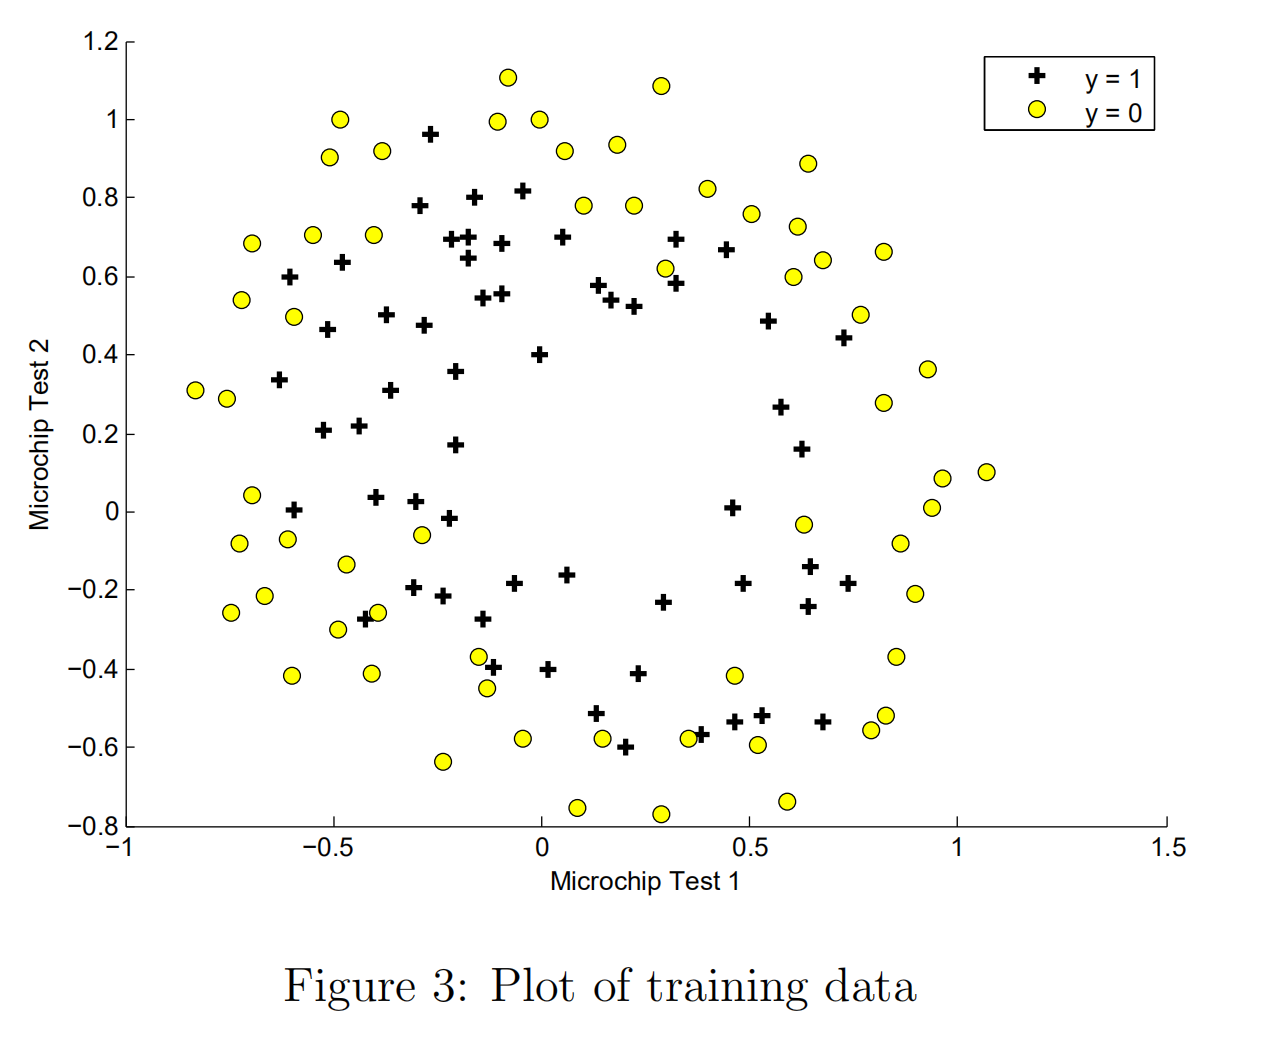 1.2
1
0.8
0.6
0.4
0.2
0
−0.2
−0.4
−0.6
−0.8
Microchip Test 2
y = 1
y = 0
−1 −0.5 0 0.5 1 1.5
Microchip Test 1
Figure 3: Plot of training data